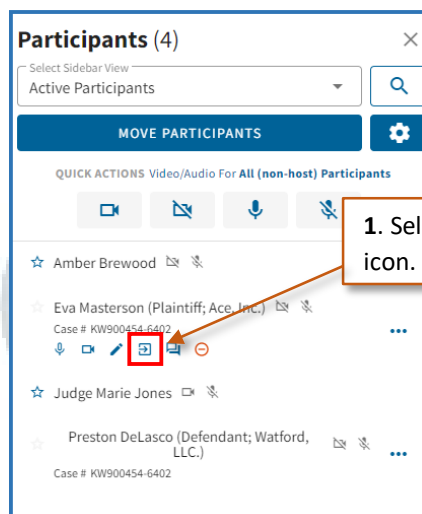 Participants (4)
Select Sidebar View
Active Participants
MOVE PARTICIPANTS
QUICK ACTIONS Video/Audio For All (non-host) Participants
1. Sel
icon.
Amber Brewood
Eva Masterson (Plaintiff; Ace, Inc.)
Case # KW900454-6402
Judge Marie Jones
Preston DeLasco (Defendant; Watford,
LLC.)
Case # KW900454-6402